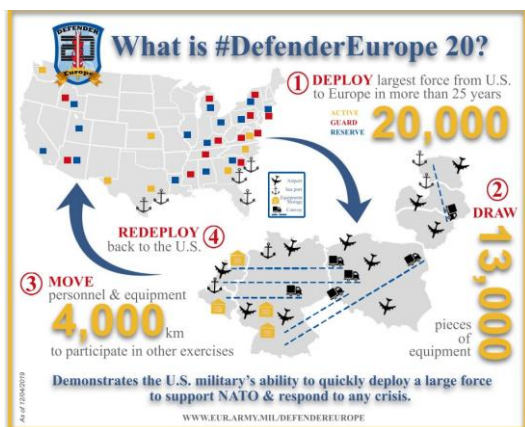 DEFENDER
20
Europe
What is #DefenderEurope 20?
① DEPLOY largest force from U.S.
to Europe in more than 25 years
ACTIVE
GUARD
RESERVE
20,000
Airport
Sea port
Equipment
Storage
Convoy
②
DRAW
13,000
pieces
of
equipment
③ MOVE
personnel & equipment
4,000 km
to participate in other exercises
REDEPLOY ④
back to the U.S.
Demonstrates the U.S. military's ability to quickly deploy a large force
to support NATO & respond to any crisis.
WWW.EUR.ARMY.MIL/DEFENDEREUROPE
As of 12/04/2019